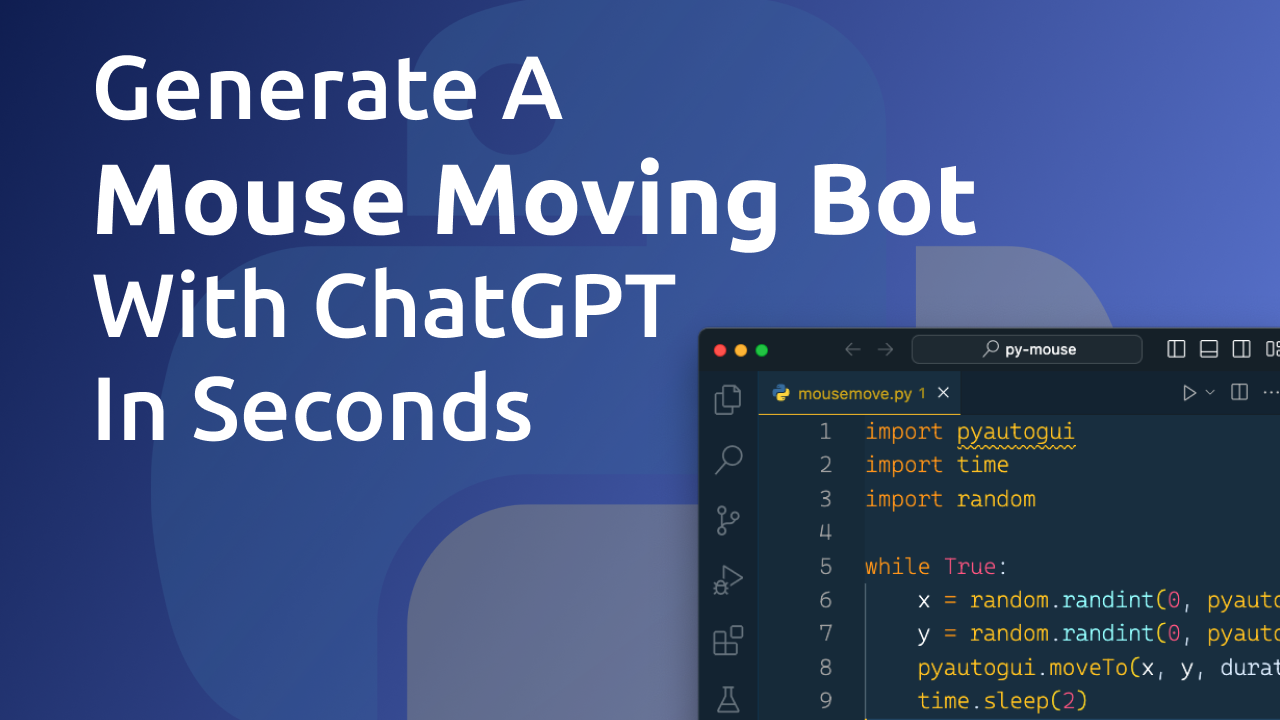 Generate A
Mouse Moving Bot
With ChatGPT
In Seconds
py-mouse
mousemove.py 1
1 import pyautogui
2 import time
3 import random
4
5 while True:
6 x = random.randint(0,
7 y = random.randint(0,
8 pyautogui.moveTo(x, y,
9 time.sleep(2)